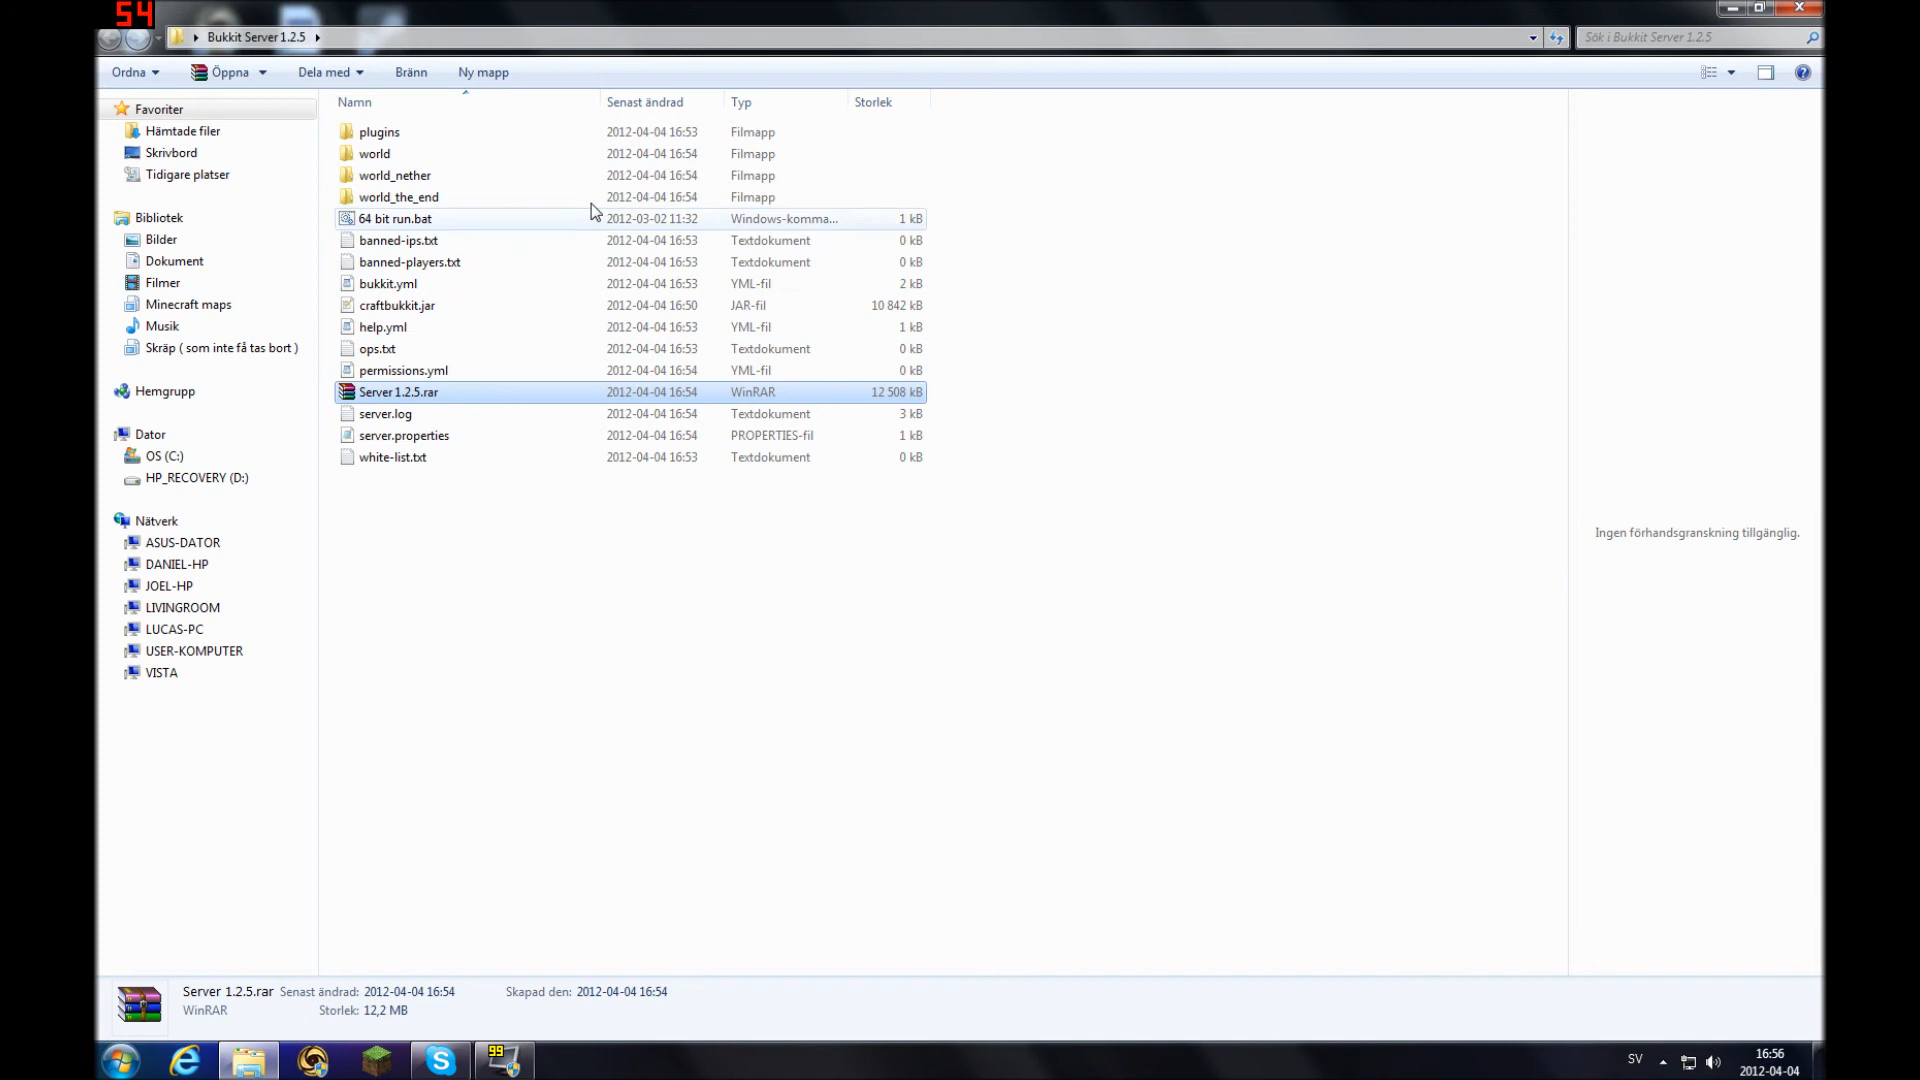 54
Bukkit Server 1.2.5
Sök i Bukkit Server 1.2.5
Ordna Öppna Dela med Bränn Ny mapp
Namn Senast ändrad Typ Storlek
Favoriter
Hämtade filer
Skrivbord
Tidigare platser
Bibliotek
Bilder
Dokument
Filmer
Minecraft maps
Musik
Skräp ( som inte få tas bort )
Hemgrupp
Dator
OS (C:)
HP_RECOVERY (D:)
Nätverk
ASUS-DATOR
DANIEL-HP
JOEL-HP
LIVINGROOM
LUCAS-PC
USER-KOMPUTER
VISTA
plugins 2012-04-04 16:53 Filmapp
world 2012-04-04 16:54 Filmapp
world_nether 2012-04-04 16:54 Filmapp
world_the_end 2012-04-04 16:54 Filmapp
64 bit run.bat 2012-03-02 11:32 Windows-komma... 1 kB
banned-ips.txt 2012-04-04 16:53 Textdokument 0 kB
banned-players.txt 2012-04-04 16:53 Textdokument 0 kB
bukkit.yml 2012-04-04 16:53 YML-fil 2 kB
craftbukkit.jar 2012-04-04 16:50 JAR-fil 10 842 kB
help.yml 2012-04-04 16:53 YML-fil 1 kB
ops.txt 2012-04-04 16:53 Textdokument 0 kB
permissions.yml 2012-04-04 16:53 YML-fil 0 kB
Server 1.2.5.rar 2012-04-04 16:54 WinRAR 12 508 kB
server.log 2012-04-04 16:54 Textdokument 3 kB
server.properties 2012-04-04 16:54 PROPERTIES-fil 1 kB
white-list.txt 2012-04-04 16:53 Textdokument 0 kB
Ingen förhandsgranskning tillgänglig.
Server 1.2.5.rar Senast ändrad: 2012-04-04 16:54 Skapad den: 2012-04-04 16:54
WinRAR Storlek: 12,2 MB
99
SV
16:56
2012-04-04